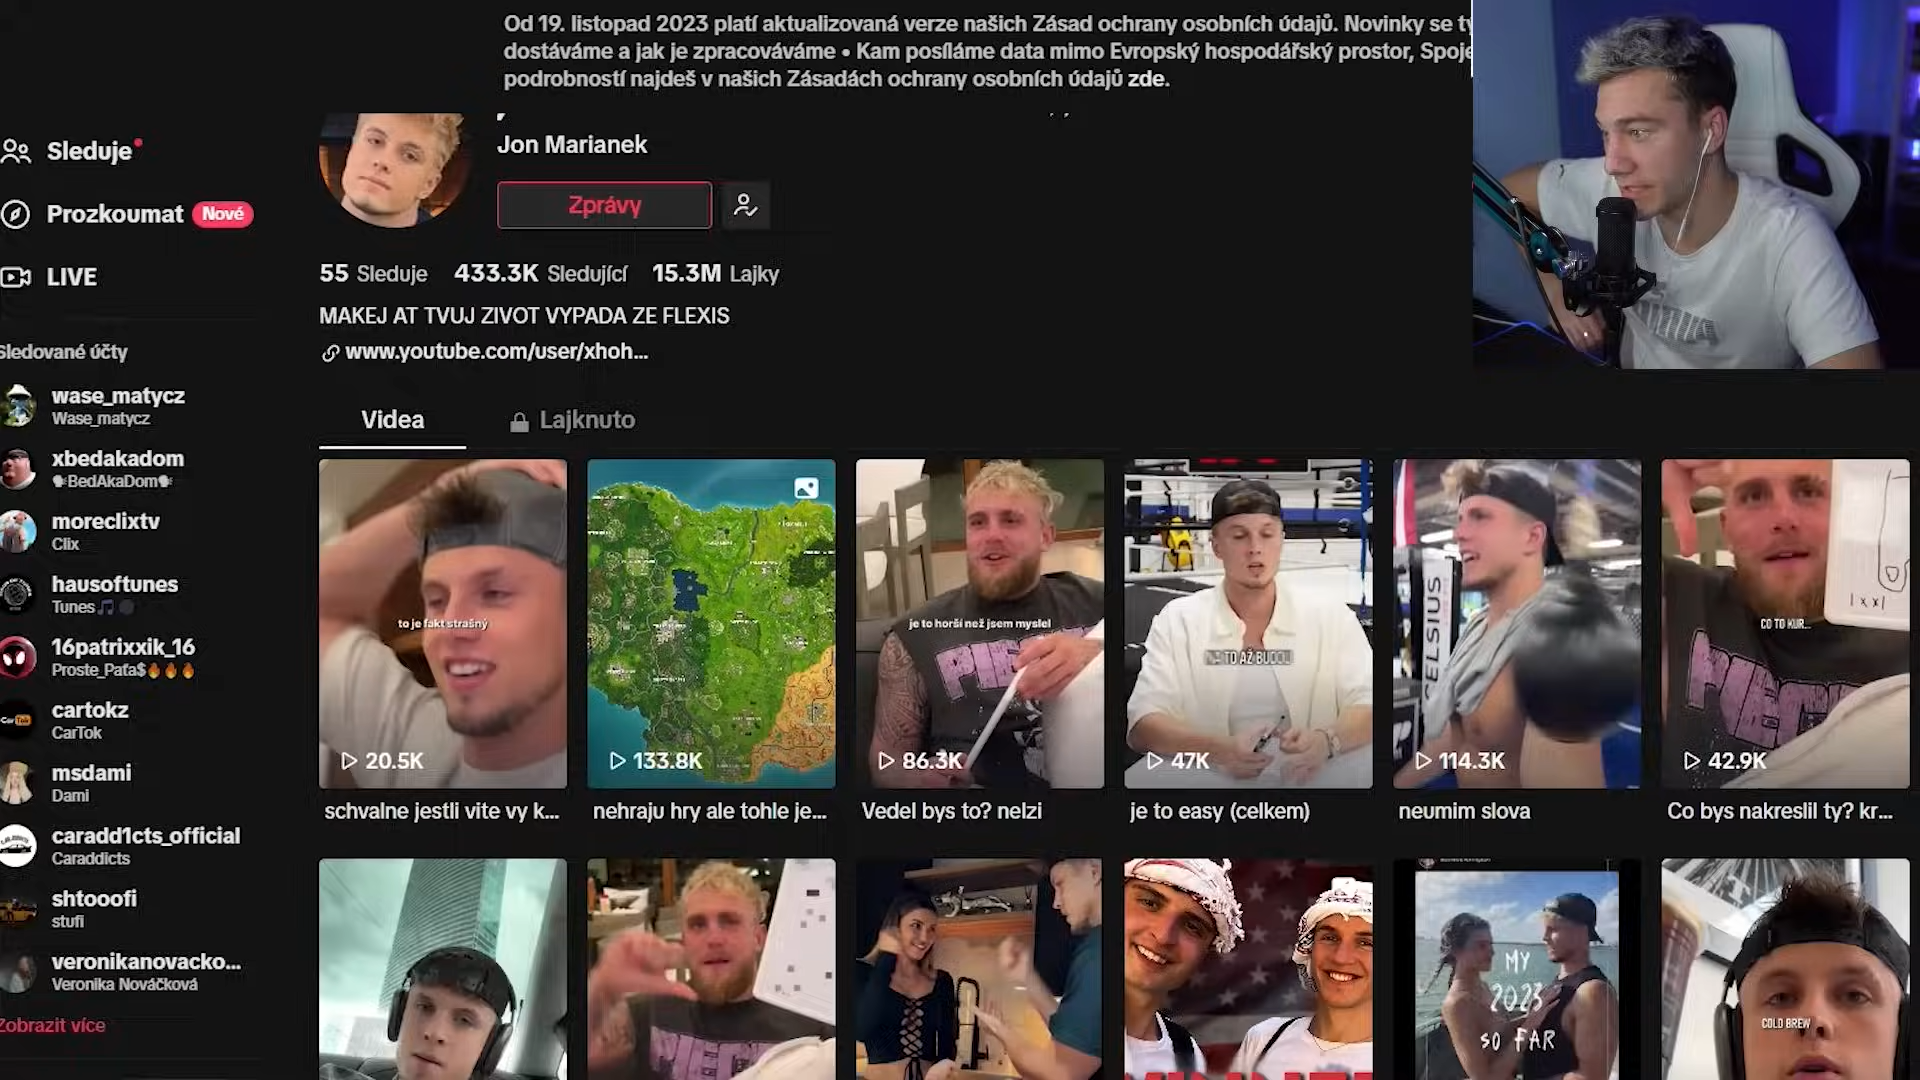 Od 19. listopad 2023 platí aktualizovaná verze našich Zásad ochrany osobních údajů. Novinky se
dostáváme a jak je zpracováváme • Kam posíláme data mimo Evropský hospodářský prostor, Spoje
podrobností najdeš v našich Zásadách ochrany osobních údajů zde.
Jon Marianek
Zprávy
55 Sleduje 433.3K Sledující 15.3M Lajky
MAKEJ AT TVUJ ZIVOT VYPADA ZE FLEXIS
www.youtube.com/user/xhoh...
Videa
Lajknuto
Sleduje
Prozkoumat Nové
LIVE
Sledované účty
wase_matycz
Wase_matycz
xbedakadom
BedAkaDom
moreclixtv
Clix
hausoftunes
Tunes
16patrixxik_16
Proste_Paťa$
cartokz
CarTok
msdami
Dami
caradd1cts_official
Caraddicts
shtooofi
stufi
veronikanovacko...
Veronika Nováčková
Zobrazit více
to je fakt strašný
20.5K
schvalne jestli vite vy k...
133.8K
nehraju hry ale tohle je...
je to horší než jsem myslel
86.3K
Vedel bys to? nelzi
NA TO AŽ BUDOU
47K
je to easy (celkem)
CELSIUS
114.3K
neumim slova
CO TO KUR...
42.9K
Co bys nakreslil ty? kr...
MY
2023
SO FAR
COLD BREW